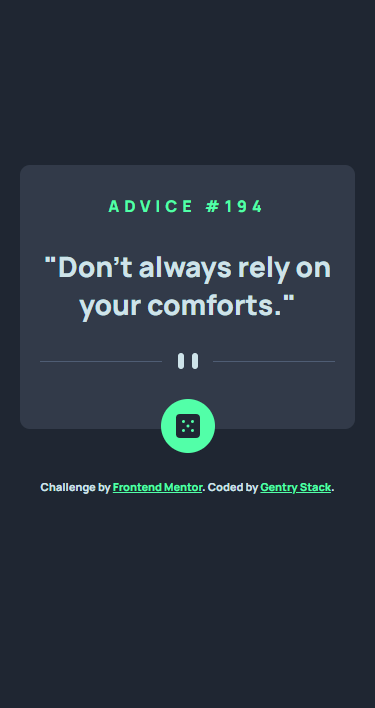 ADVICE #194
"Don't always rely on
your comforts."
Challenge by Frontend Mentor. Coded by Gentry Stack.